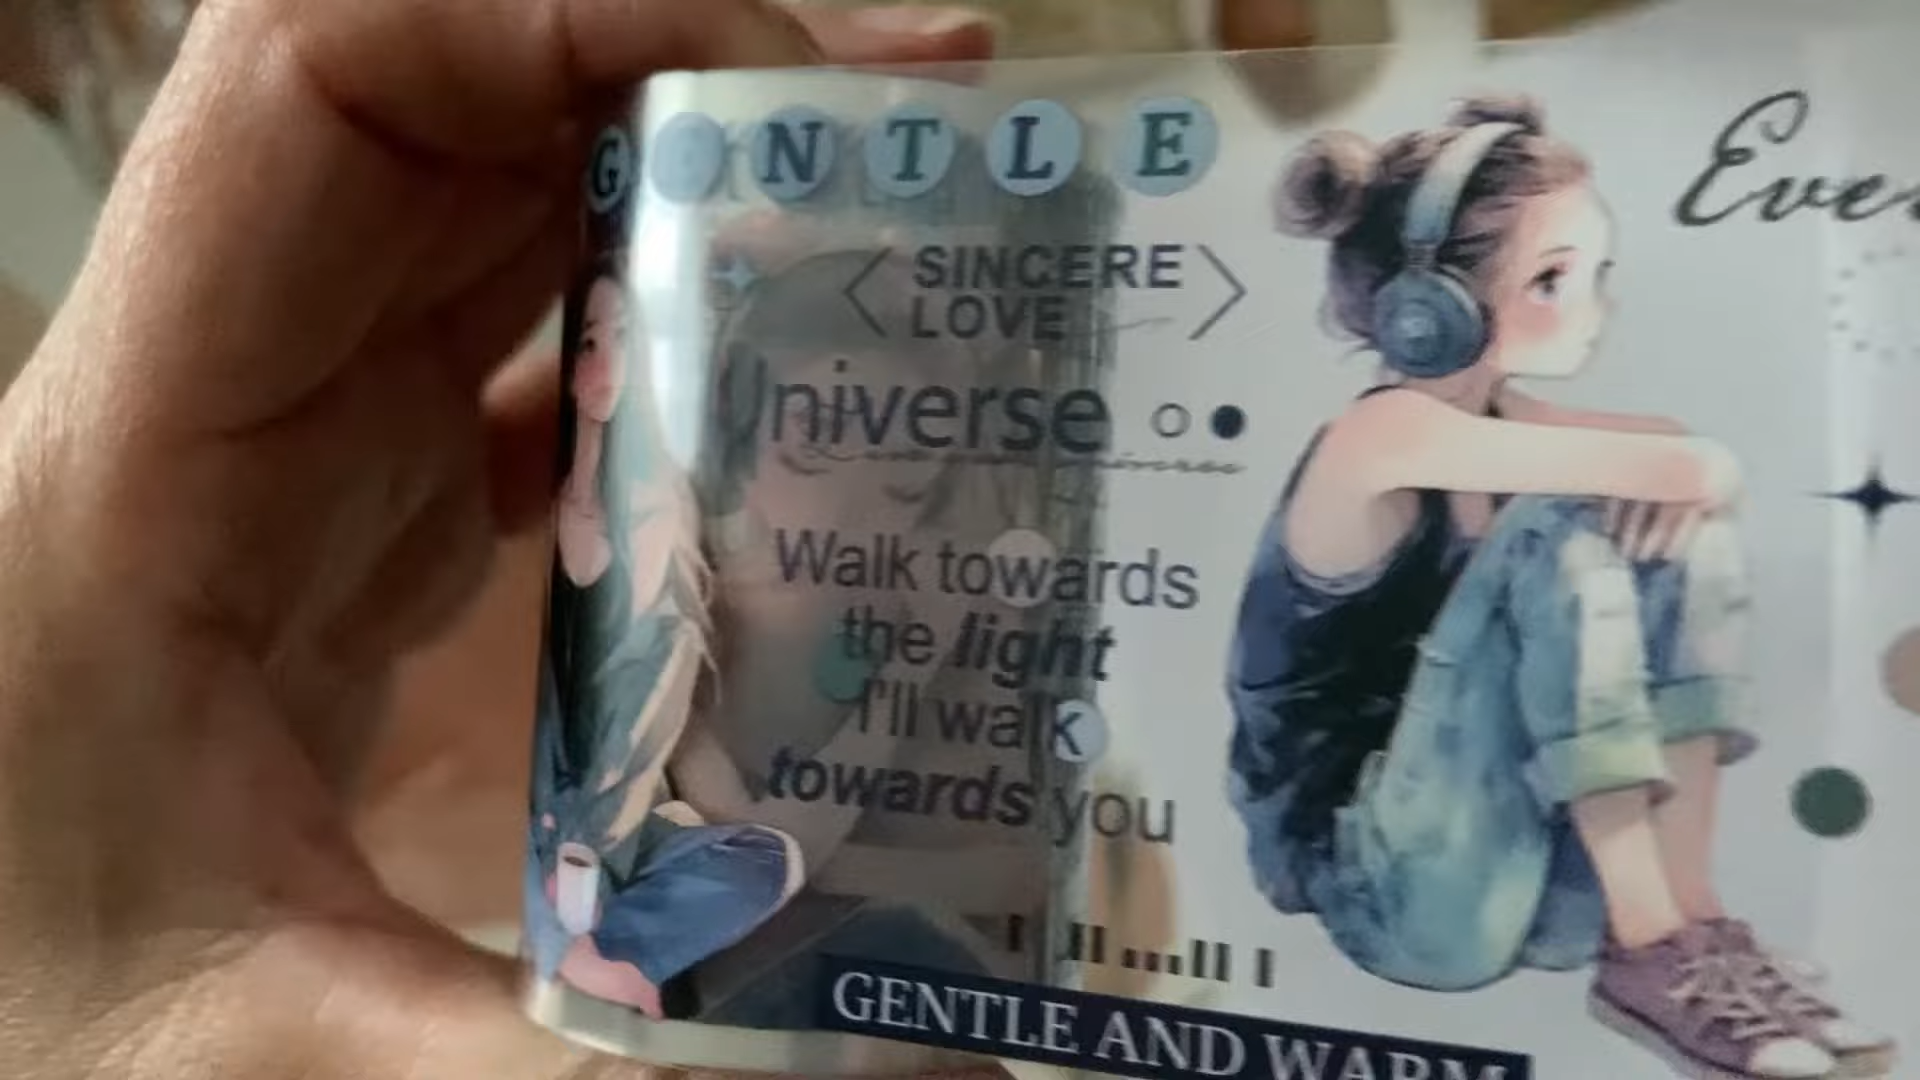 GENTLE
SINCERE
LOVE
Universe
Walk towards
the light
I'll walk
towards you
GENTLE AND WARM